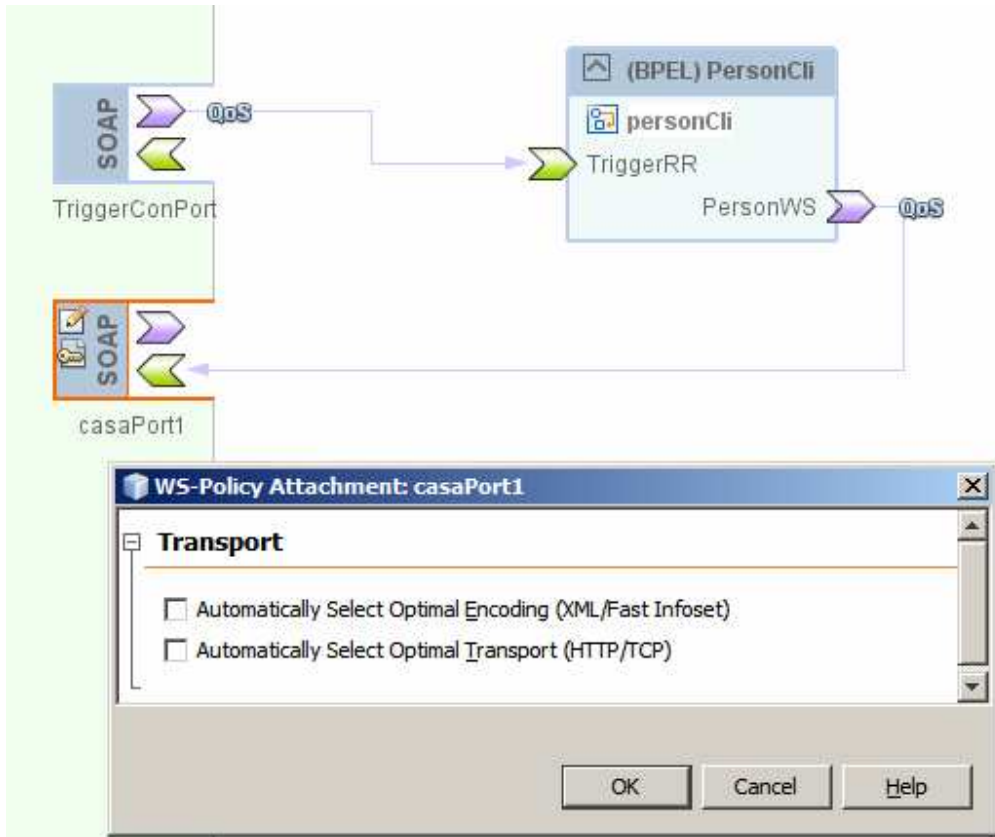 (BPEL) PersonCli
SOAP
QoS
personCli
TriggerRR
TriggerConPort
PersonWS
QoS
SOAP
casaPort1
WS-Policy Attachment: casaPort1
Transport
Automatically Select Optimal Encoding (XML/Fast Infoset)
Automatically Select Optimal Transport (HTTP/TCP)
OK
Cancel
Help